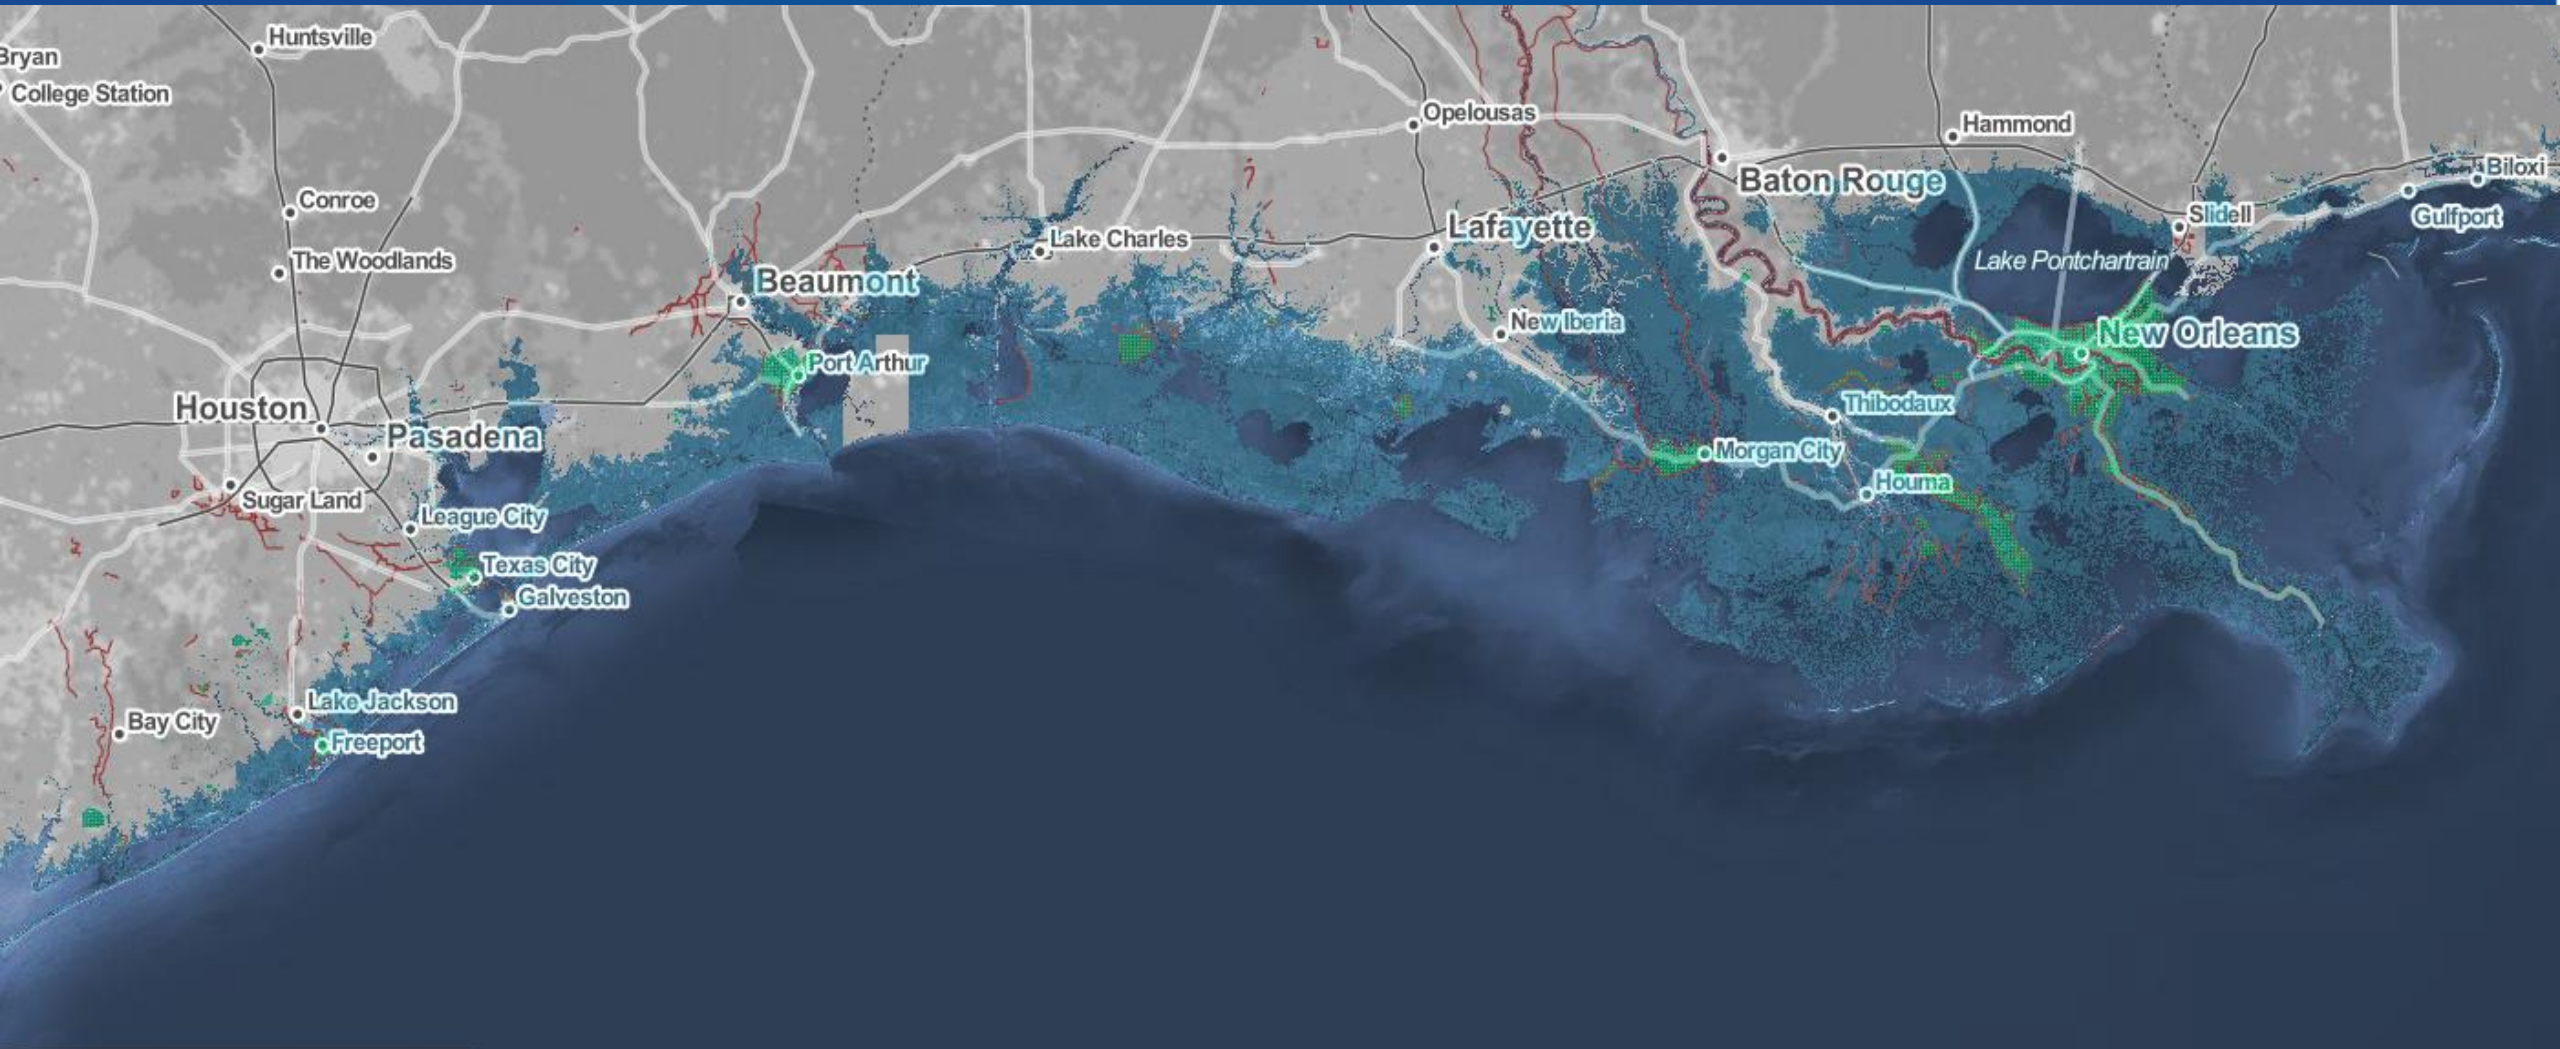 Huntsville
Bryan
College Station
Opelousas
Hammond
Biloxi
Baton Rouge
Conroe
Slidell
Gulfport
Lafayette
Lake Charles
The Woodlands
Lake Pontchartrain
Beaumont
New Iberia
New Orleans
Port Arthur
Houston
Thibodaux
Pasadena
Morgan City
Houma
Sugar Land
League City
Texas City
Galveston
Lake Jackson
Bay City
Freeport